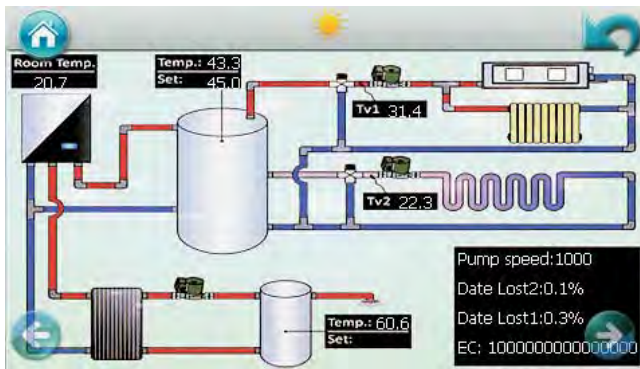 Room Temp.
20.7
Temp.: 43.3
Set: 45.0
Tv1 31.4
Tv2 22.3
Temp.: 60.6
Set:
Pump speed:1000
Date Lost2:0.1%
Date Lost1:0.3%
EC: 1000000000000000